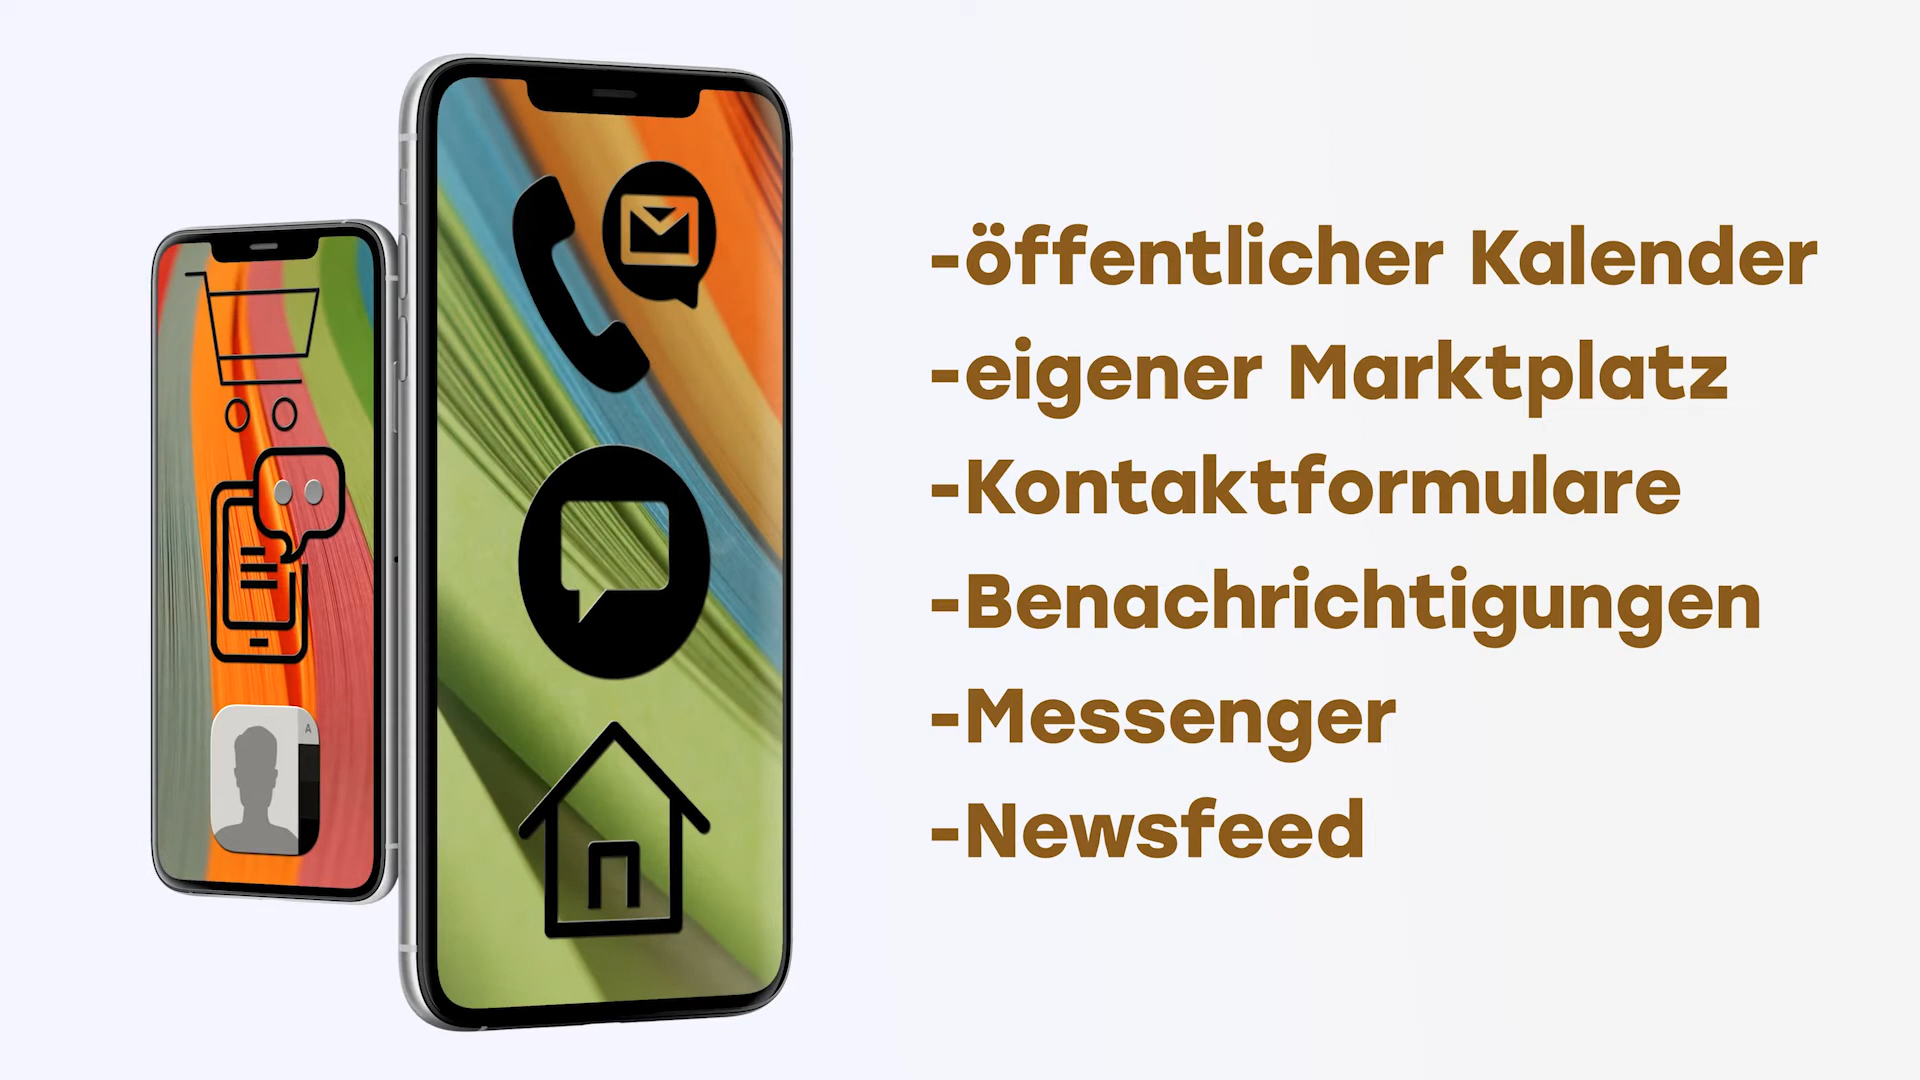 -öffentlicher Kalender
-eigener Marktplatz
-Kontaktformulare
-Benachrichtigungen
-Messenger
-Newsfeed
A